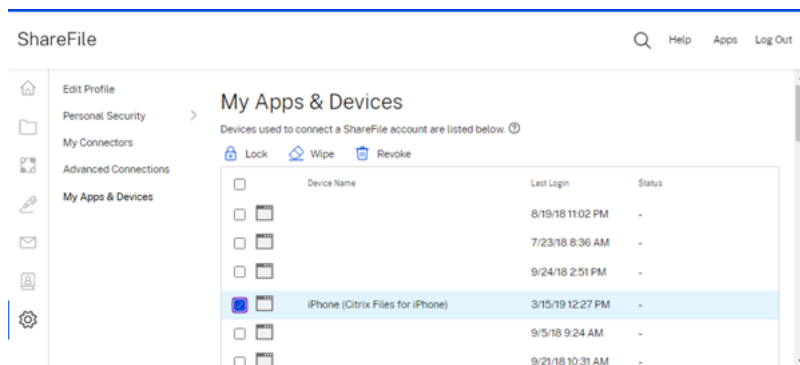 ShareFile
Help Apps Log Out
Edit Profile
Personal Security
My Connectors
Advanced Connections
My Apps & Devices
My Apps & Devices
Devices used to connect a ShareFile account are listed below.
Lock Wipe Revoke
Device Name Last Login Status
8/19/18 11:02 PM -
7/23/18 8:36 AM -
9/24/18 2:51 PM -
iPhone (Citrix Files for iPhone) 3/15/19 12:27 PM -
9/5/18 9:24 AM -
9/21/18 10:31 AM -